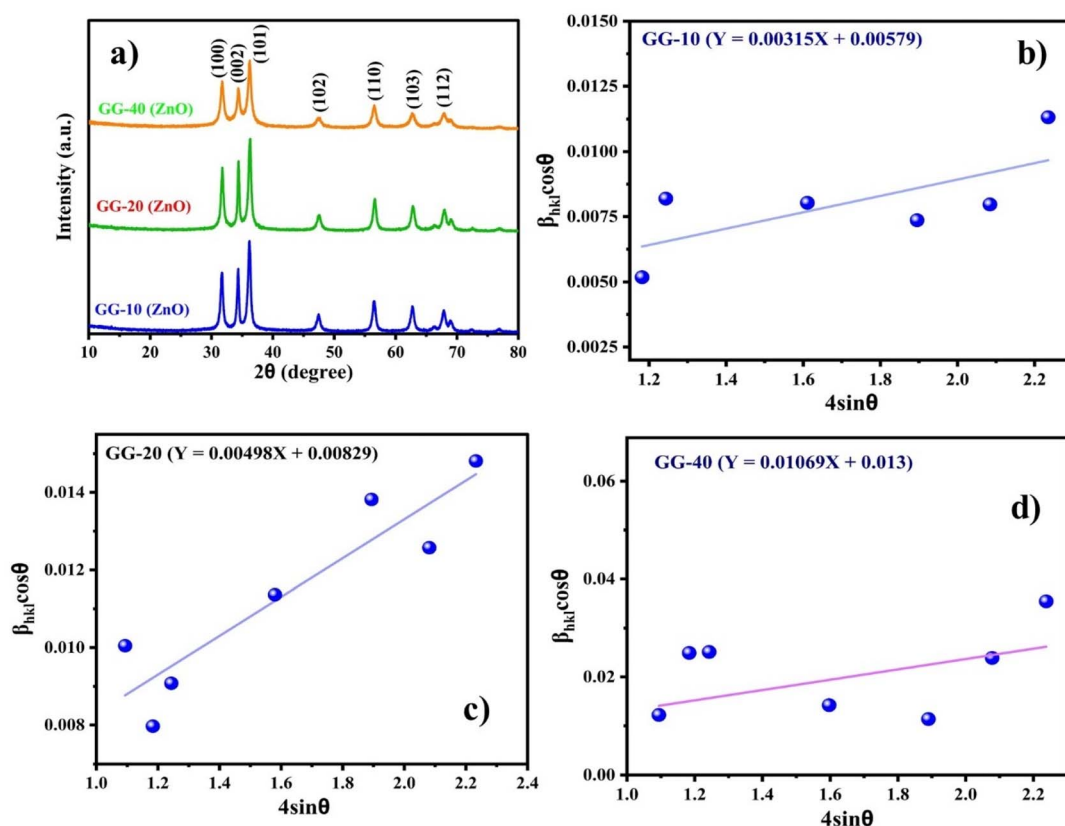 a)
(100)
(002)
(101)
(102)
(110)
(103)
(112)
GG-40 (ZnO)
GG-20 (ZnO)
GG-10 (ZnO)
Intensity (a.u.)
10 20 30 40 50 60 70 80
2θ (degree)
GG-10 (Y = 0.00315X + 0.00579)
b)
0.0150
0.0125
0.0100
0.0075
0.0050
0.0025
βhklcosθ
1.2 1.4 1.6 1.8 2.0 2.2
4sinθ
GG-20 (Y = 0.00498X + 0.00829)
c)
0.014
0.012
0.010
0.008
βhklcosθ
1.0 1.2 1.4 1.6 1.8 2.0 2.2 2.4
4sinθ
GG-40 (Y = 0.01069X + 0.013)
d)
0.06
0.04
0.02
0.00
βhklcosθ
1.0 1.2 1.4 1.6 1.8 2.0 2.2
4sinθ